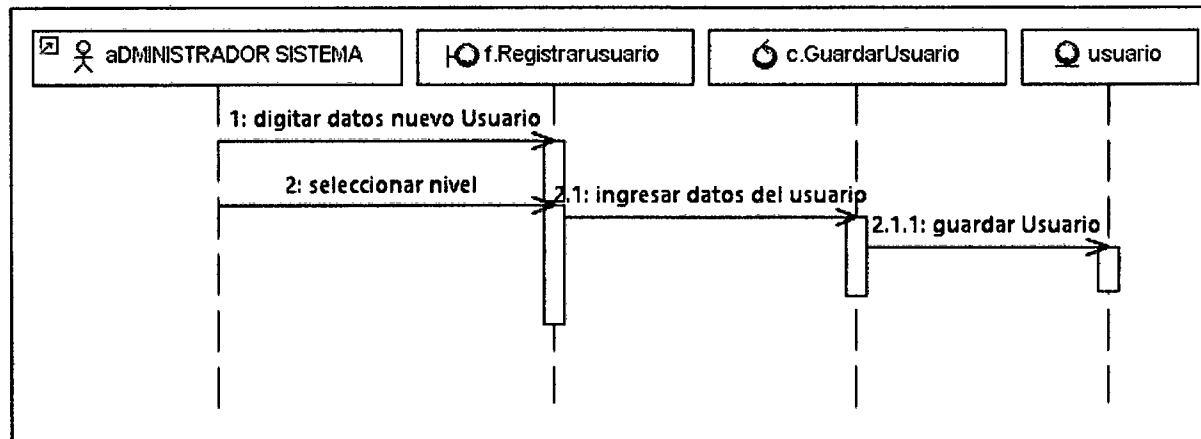 aDMINISTRADOR SISTEMA
f.Registrarusuario
c.GuardarUsuario
usuario
1: digitar datos nuevo Usuario
2: seleccionar nivel
2.1: ingresar datos del usuario
2.1.1: guardar Usuario